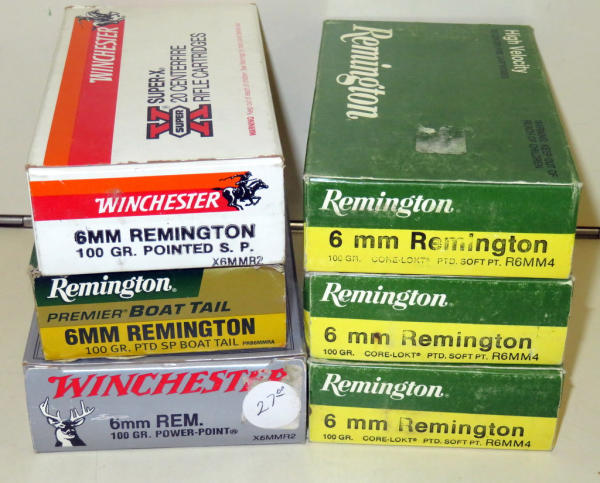 WINCHESTER
SUPER-X
20 CENTERFIRE
RIFLE CARTRIDGES
X
SUPER
WINCHESTER
6MM REMINGTON
100 GR. POINTED S. P.
X6MMR2
Remington
PREMIER® BOAT TAIL
6MM REMINGTON
100 GR. PTD SP BOAT TAIL PR6MMRA
WINCHESTER
27.00
6mm REM.
100 GR. POWER-POINT®
X6MMR2
High Velocity
Remington
Remington
6 mm Remington
100 GR. CORE-LOKT® PTD. SOFT PT. R6MM4
Remington
6 mm Remington
100 GR. CORE-LOKT® PTD. SOFT PT. R6MM4
Remington
6 mm Remington
100 GR. CORE-LOKT® PTD. SOFT PT. R6MM4